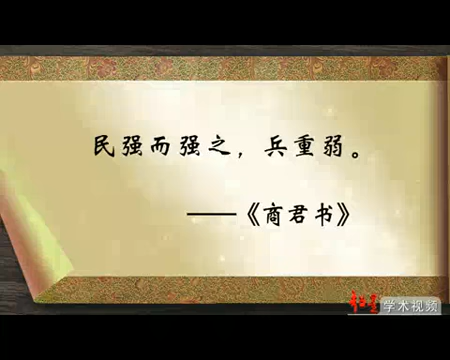 民强而强之，兵重弱。
——《商君书》
学术视频